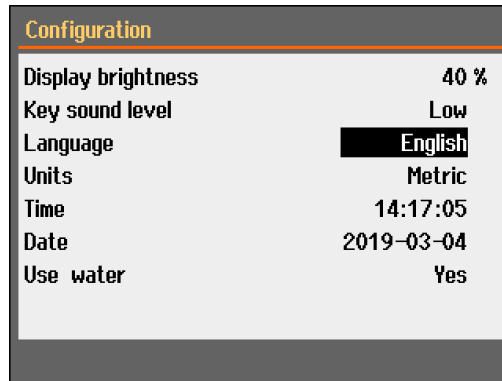 Configuration
Display brightness 40 %
Key sound level Low
Language English
Units Metric
Time 14:17:05
Date 2019-03-04
Use water Yes